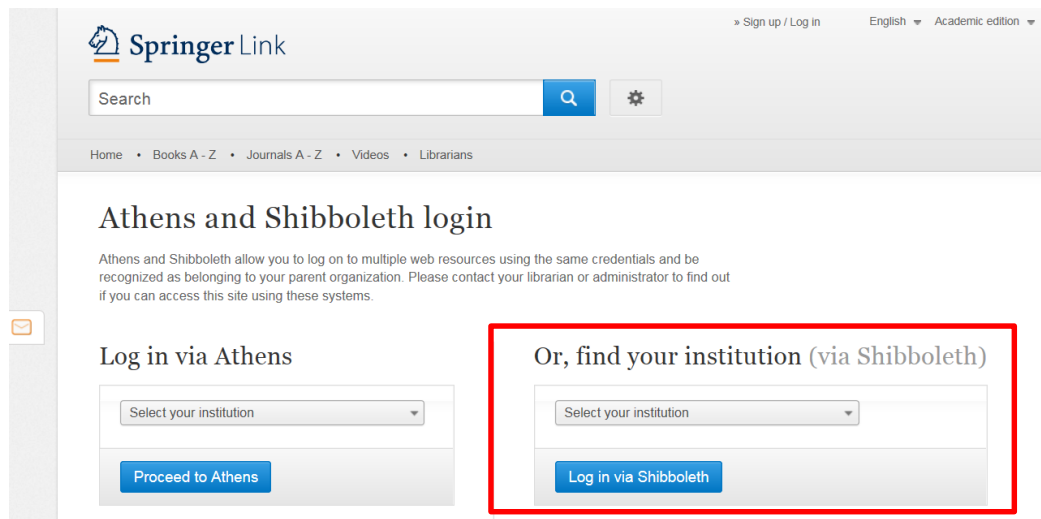 » Sign up / Log in English Academic edition
Springer Link
Search
Home • Books A - Z • Journals A - Z • Videos • Librarians
Athens and Shibboleth login
Athens and Shibboleth allow you to log on to multiple web resources using the same credentials and be
recognized as belonging to your parent organization. Please contact your librarian or administrator to find out
if you can access this site using these systems.
Log in via Athens
Select your institution
Proceed to Athens
Or, find your institution (via Shibboleth)
Select your institution
Log in via Shibboleth